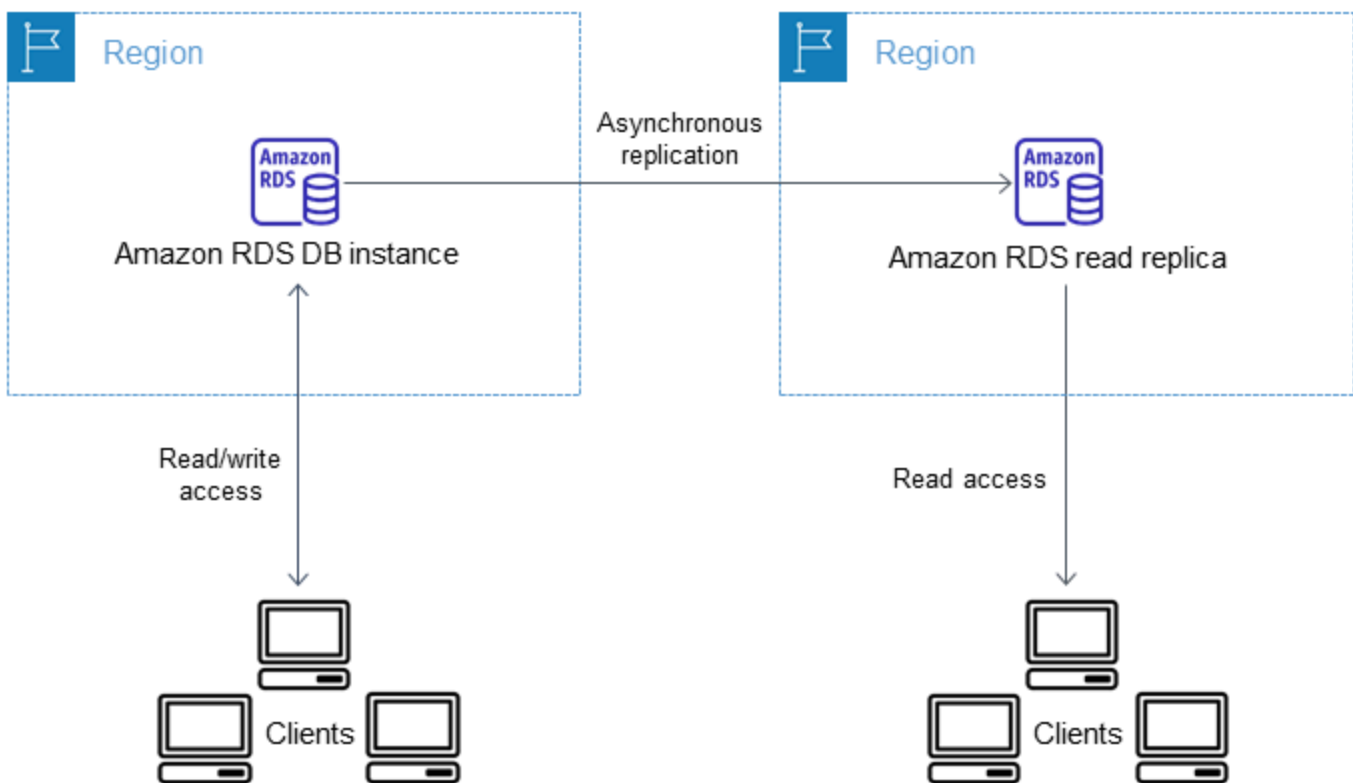 Region
Region
Asynchronous
replication
Amazon
RDS
Amazon
RDS
Amazon RDS DB instance
Amazon RDS read replica
Read/write
access
Read access
Clients
Clients